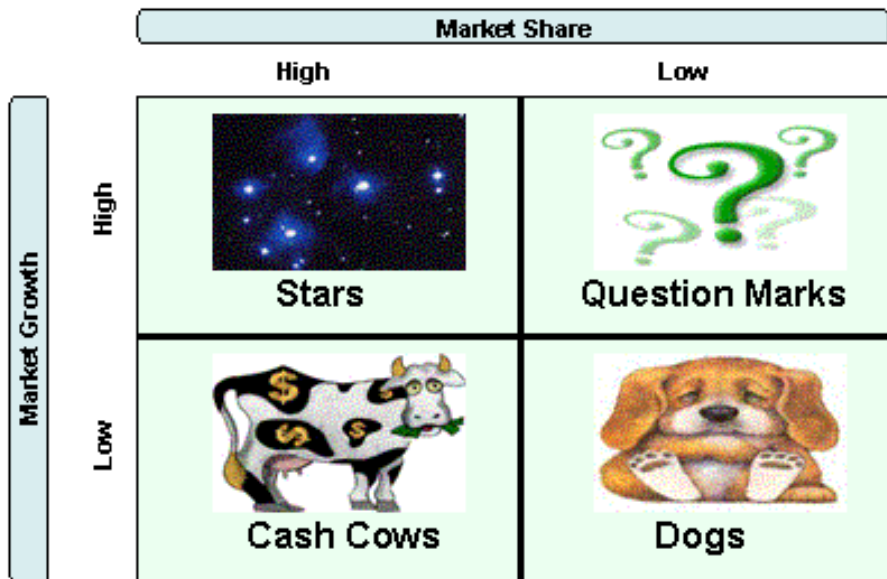 Market Share
High
Low
Market Growth
High
Stars
Question Marks
Low
$
$
$
Cash Cows
Dogs